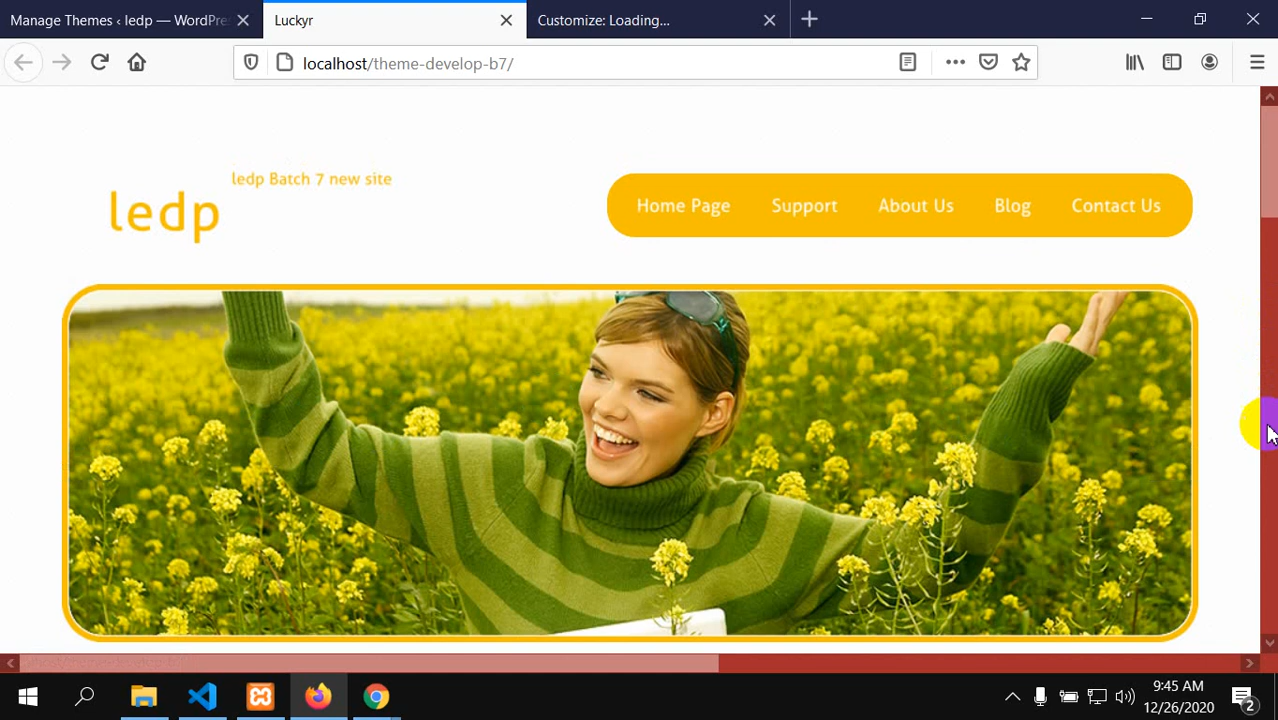 Manage Themes ‹ ledp — WordPre
Luckyr
Customize: Loading...
localhost/theme-develop-b7/
ledp
ledp Batch 7 new site
Home Page
Support
About Us
Blog
Contact Us
9:45 AM
12/26/2020
2